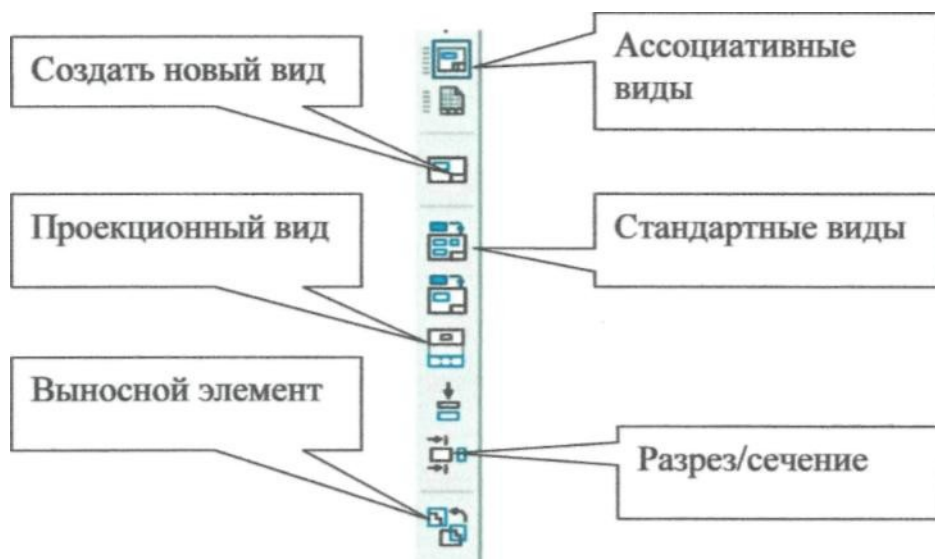 Создать новый вид
Ассоциативные
виды
Проекционный вид
Стандартные виды
Выносной элемент
Разрез/сечение